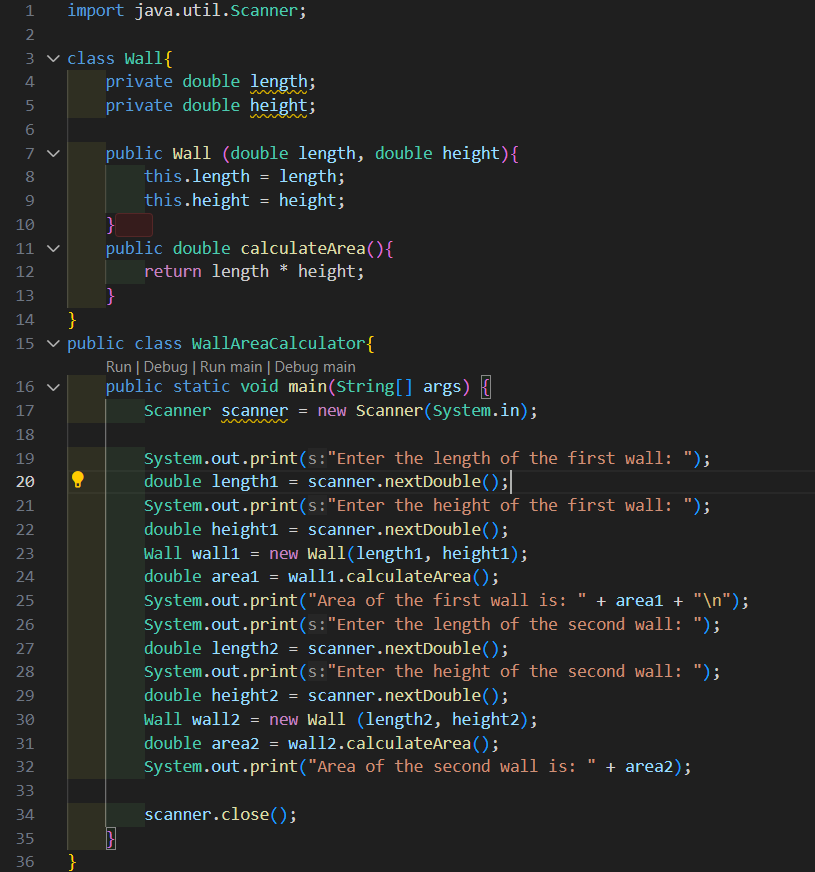 1 import java.util.Scanner;
2
3 class Wall{
4 private double length;
5 private double height;
6
7 public Wall (double length, double height){
8 this.length = length;
9 this.height = height;
10 }
11 public double calculateArea(){
12 return length * height;
13 }
14 }
15 public class WallAreaCalculator{
Run | Debug | Run main | Debug main
16 public static void main(String[] args) {
17 Scanner scanner = new Scanner(System.in);
18
19 System.out.print(s:"Enter the length of the first wall: ");
20 double length1 = scanner.nextDouble();
21 System.out.print(s:"Enter the height of the first wall: ");
22 double height1 = scanner.nextDouble();
23 Wall wall1 = new Wall(length1, height1);
24 double area1 = wall1.calculateArea();
25 System.out.print("Area of the first wall is: " + area1 + "\n");
26 System.out.print(s:"Enter the length of the second wall: ");
27 double length2 = scanner.nextDouble();
28 System.out.print(s:"Enter the height of the second wall: ");
29 double height2 = scanner.nextDouble();
30 Wall wall2 = new Wall (length2, height2);
31 double area2 = wall2.calculateArea();
32 System.out.print("Area of the second wall is: " + area2);
33
34 scanner.close();
35 }
36 }